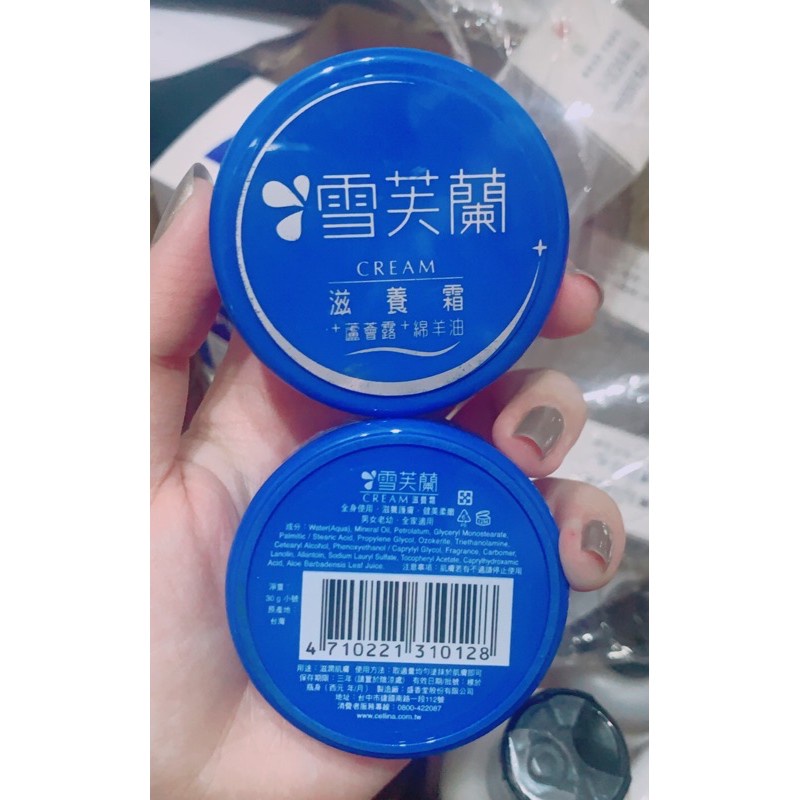 雪芙蘭
CREAM
滋養霜
+蘆薈露+綿羊油
雪芙蘭
CREAM 滋養霜
全身使用・滋養護膚・健美柔嫩
男女老幼・全家適用
成份：Water(Aqua), Mineral Oil, Petrolatum, Glyceryl Monostearate,
Palmitic / Stearic Acid, Propylene Glycol, Ozokerite, Triethanolamine,
Cetearyl Alcohol, Phenoxyethanol / Caprylyl Glycol, Fragrance, Carbomer,
Lanolin, Allantoin, Sodium Lauryl Sulfate, Tocopheryl Acetate, Caprylhydroxamic
Acid, Aloe Barbadensis Leaf Juice. 注意事項：肌膚若有不適請停止使用
淨重：
30 g 小號
原產地：
台灣
4 710221 310128
用途：滋潤肌膚 使用方法：取適量均勻塗抹於肌膚即可
保存期限：三年(請置於陰涼處) 有效日期/批號：標於
瓶身（西元 年/月） 製造廠：盛香堂股份有限公司
地址：台中市建國南路一段112號
消費者服務專線：0800-422087
www.cellina.com.tw